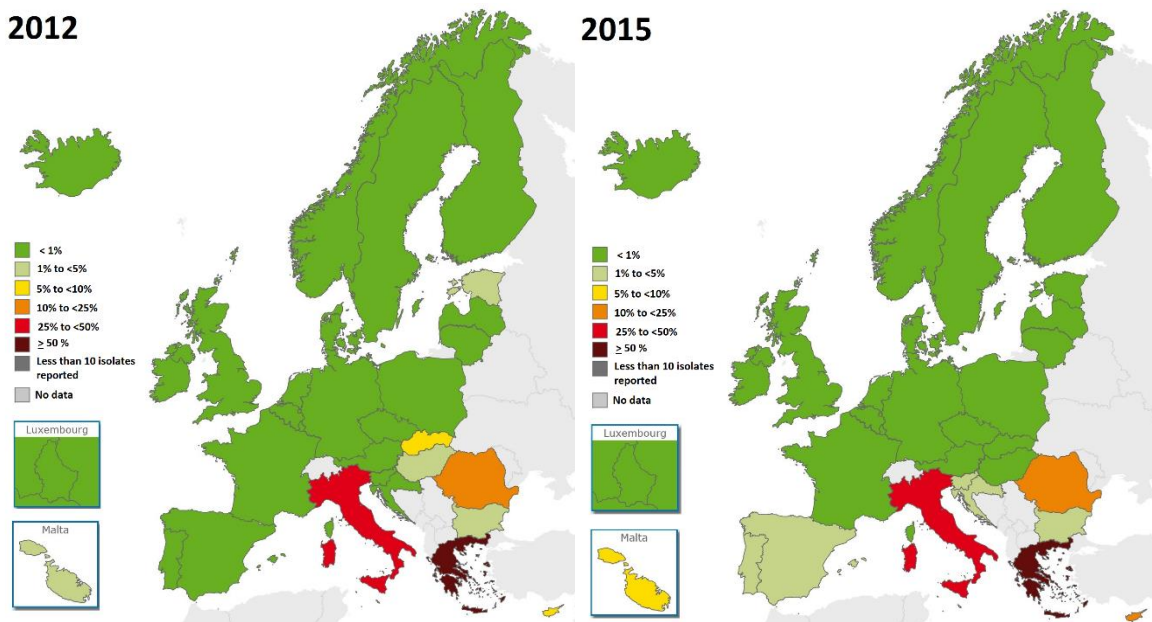 2012
< 1%
1% to <5%
5% to <10%
10% to <25%
25% to <50%
≥ 50 %
Less than 10 isolates
reported
No data
Luxembourg
Malta
2015
< 1%
1% to <5%
5% to <10%
10% to <25%
25% to <50%
≥ 50 %
Less than 10 isolates
reported
No data
Luxembourg
Malta